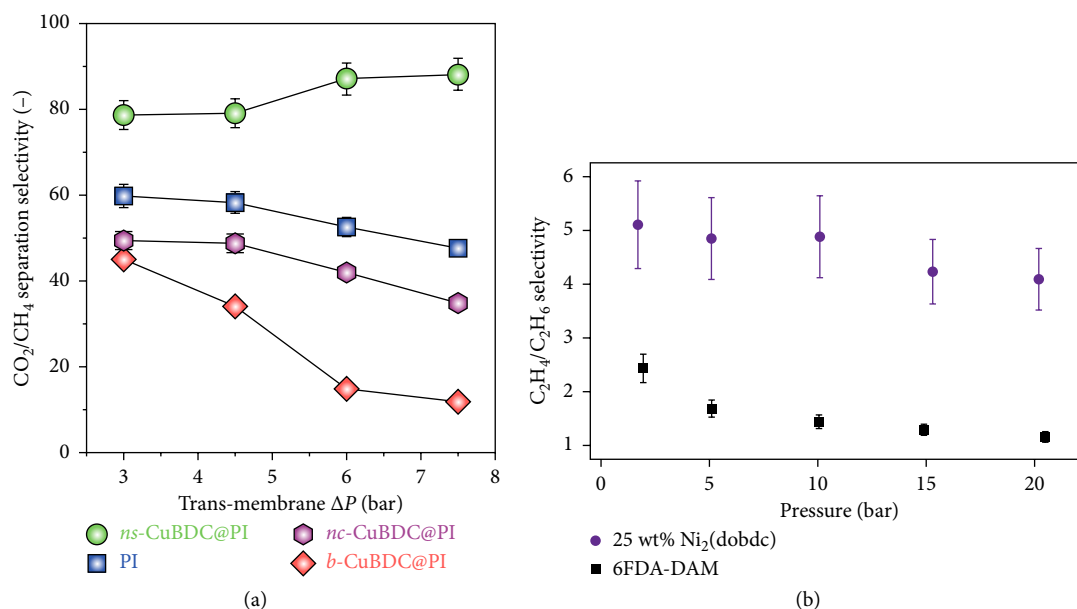 100
80
60
40
20
0
3
4
5
6
7
8
CO₂/CH₄ separation selectivity (–)
Trans-membrane ΔP (bar)
ns-CuBDC@PI
nc-CuBDC@PI
PI
b-CuBDC@PI
(a)
6
5
4
3
2
1
0
5
10
15
20
C₂H₄/C₂H₆ selectivity
Pressure (bar)
25 wt% Ni₂(dobdc)
6FDA-DAM
(b)